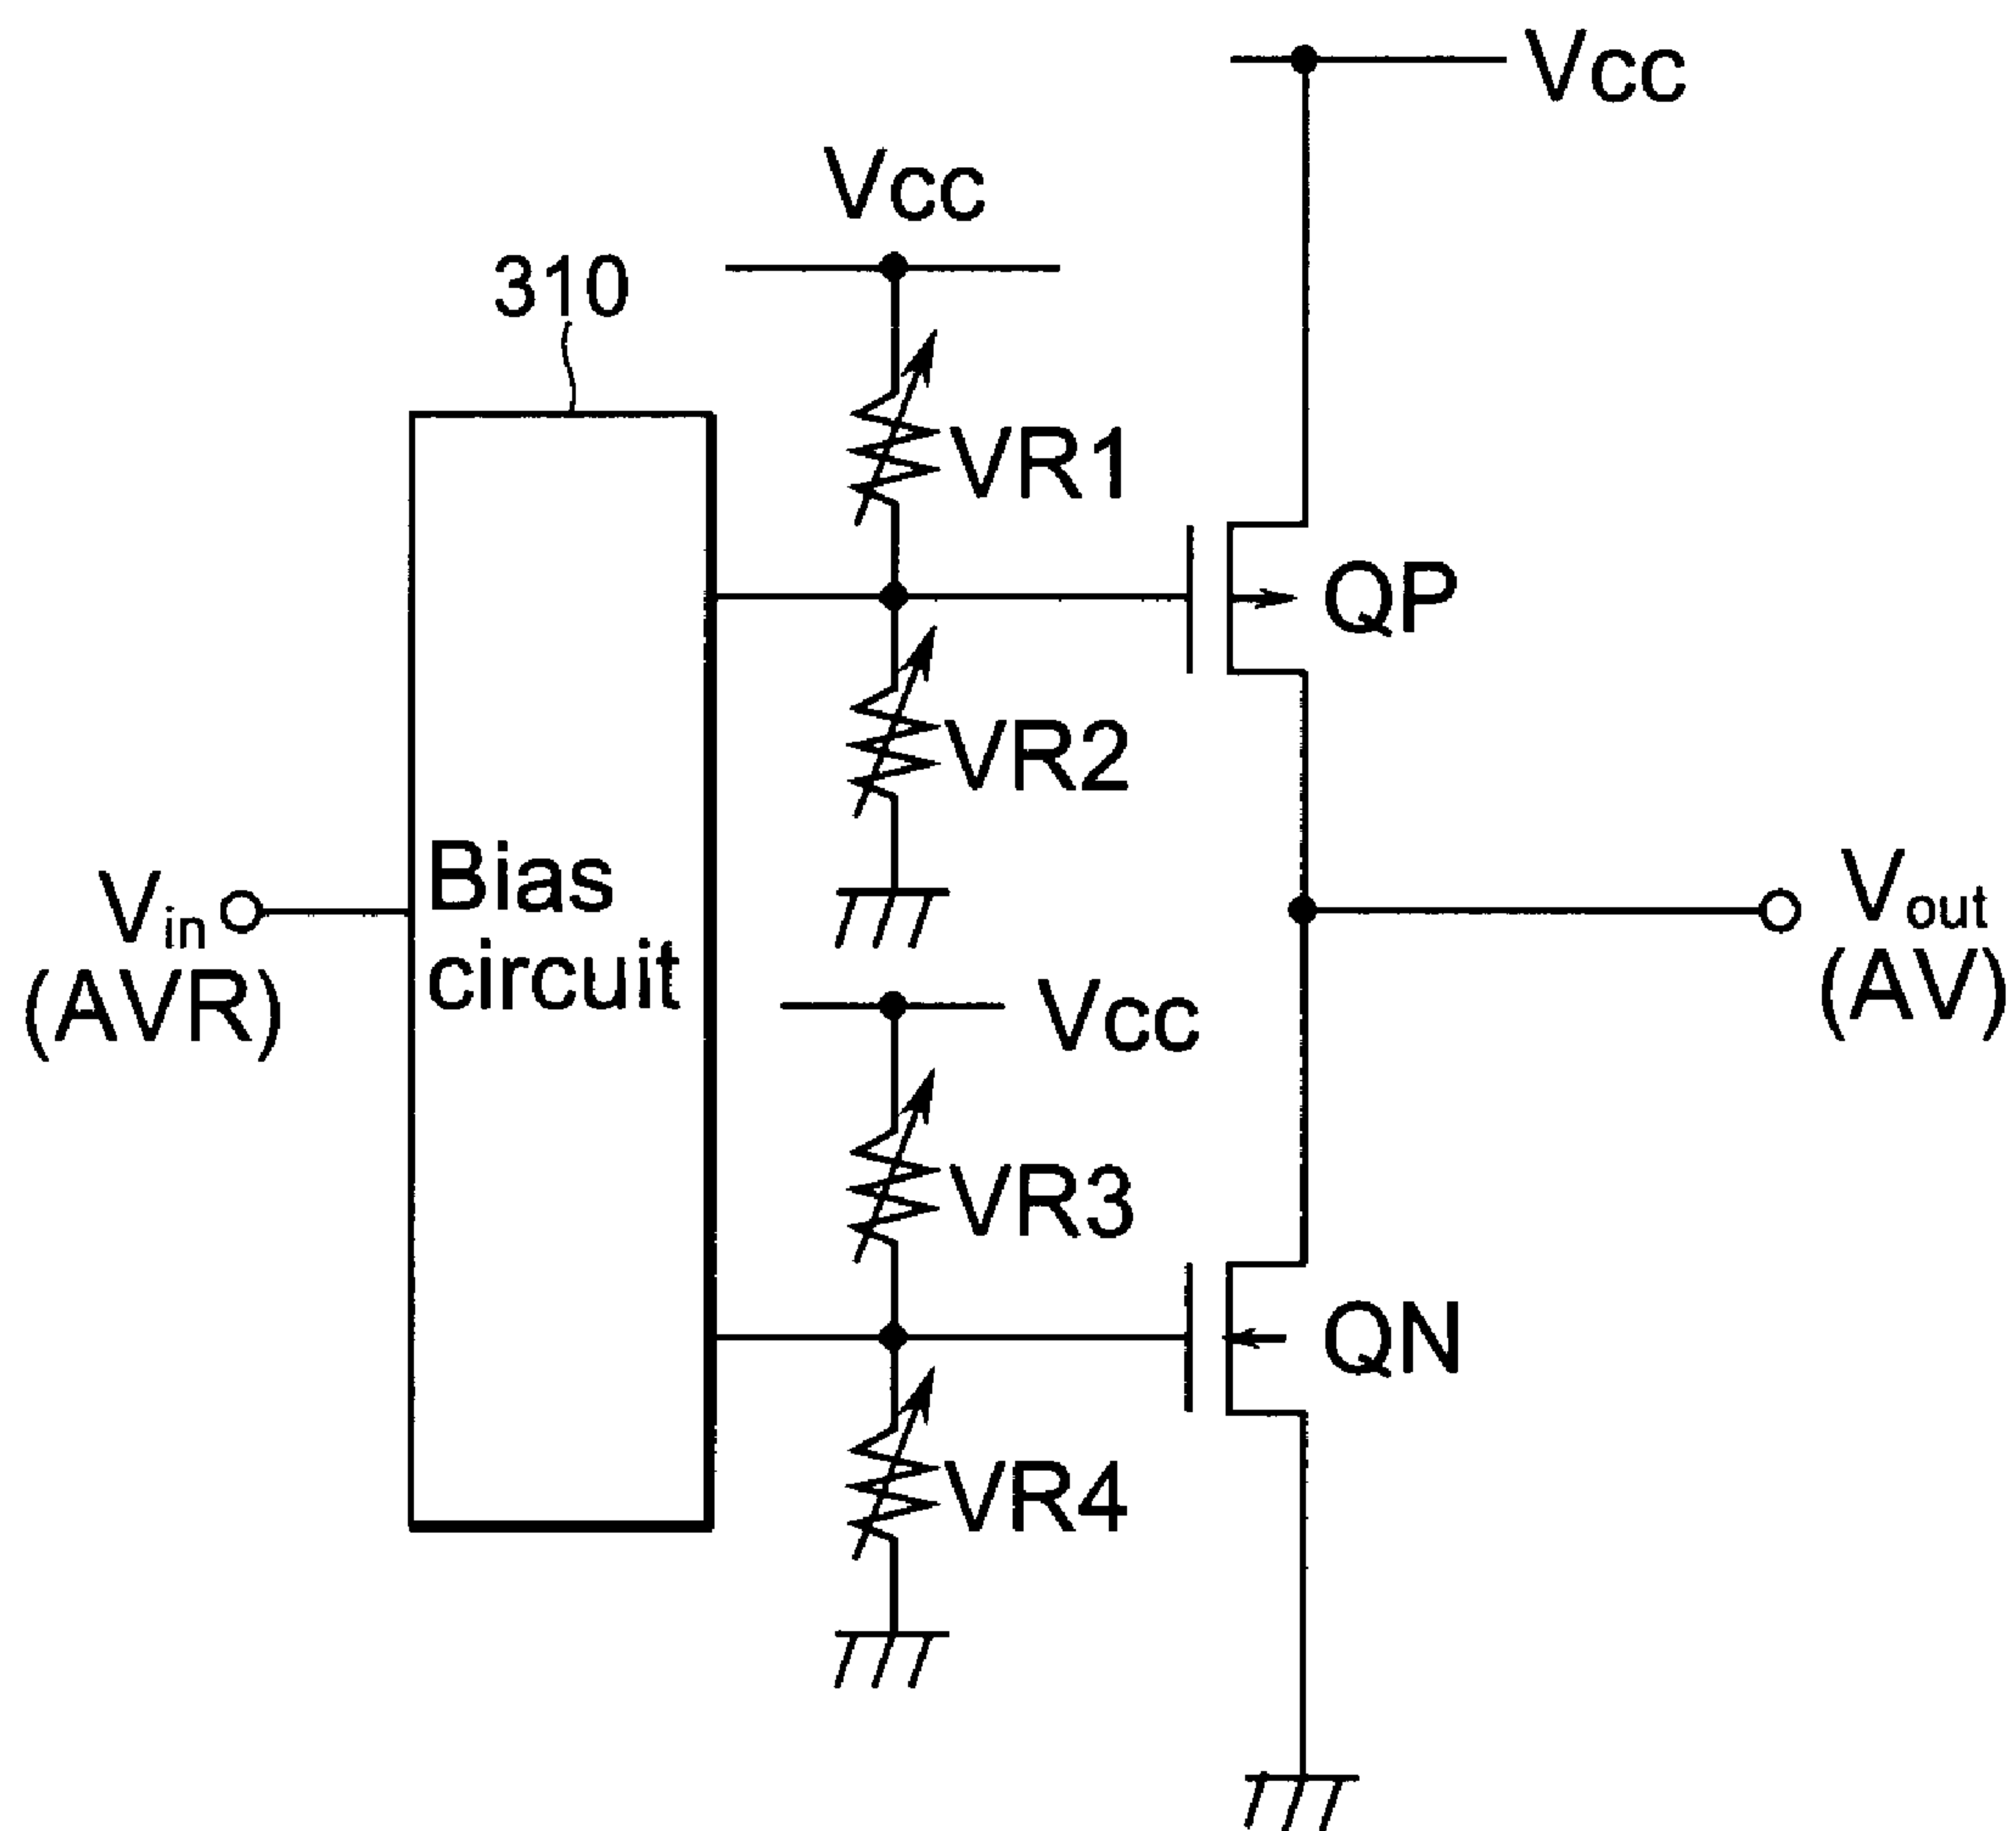 Vcc
Vcc
310
VR1
QP
VR2
Vin
(AVR)
Bias
circuit
Vout
(AV)
Vcc
VR3
QN
VR4